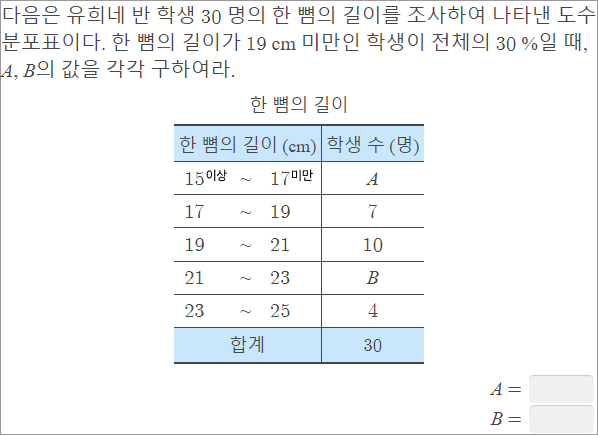 다음은 유희네 반 학생 30 명의 한 뼘의 길이를 조사하여 나타낸 도수
분포표이다. 한 뼘의 길이가 19 cm 미만인 학생이 전체의 30 %일 때,
A, B의 값을 각각 구하여라.
한 뼘의 길이
한 뼘의 길이 (cm) 학생 수 (명)
15이상 ~ 17미만 A
17 ~ 19 7
19 ~ 21 10
21 ~ 23 B
23 ~ 25 4
합계 30
A =
B =